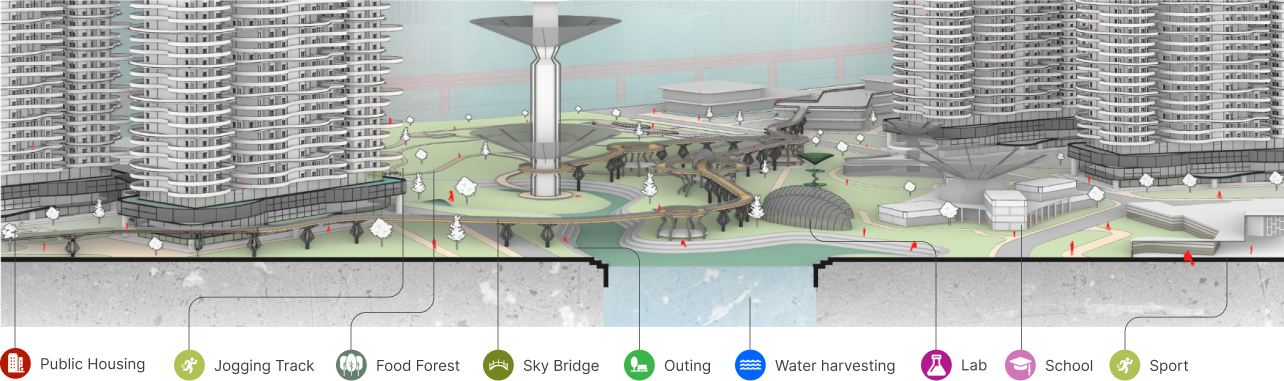 Public Housing
Jogging Track
Food Forest
Sky Bridge
Outing
Water harvesting
Lab
School
Sport